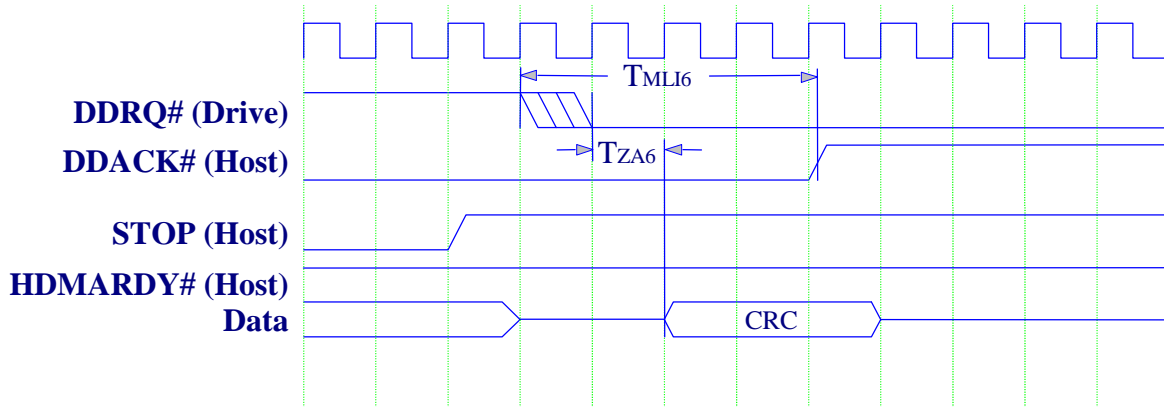 TMLI6
DDRQ# (Drive)
TZA6
DDACK# (Host)
STOP (Host)
HDMARDY# (Host)
Data
CRC